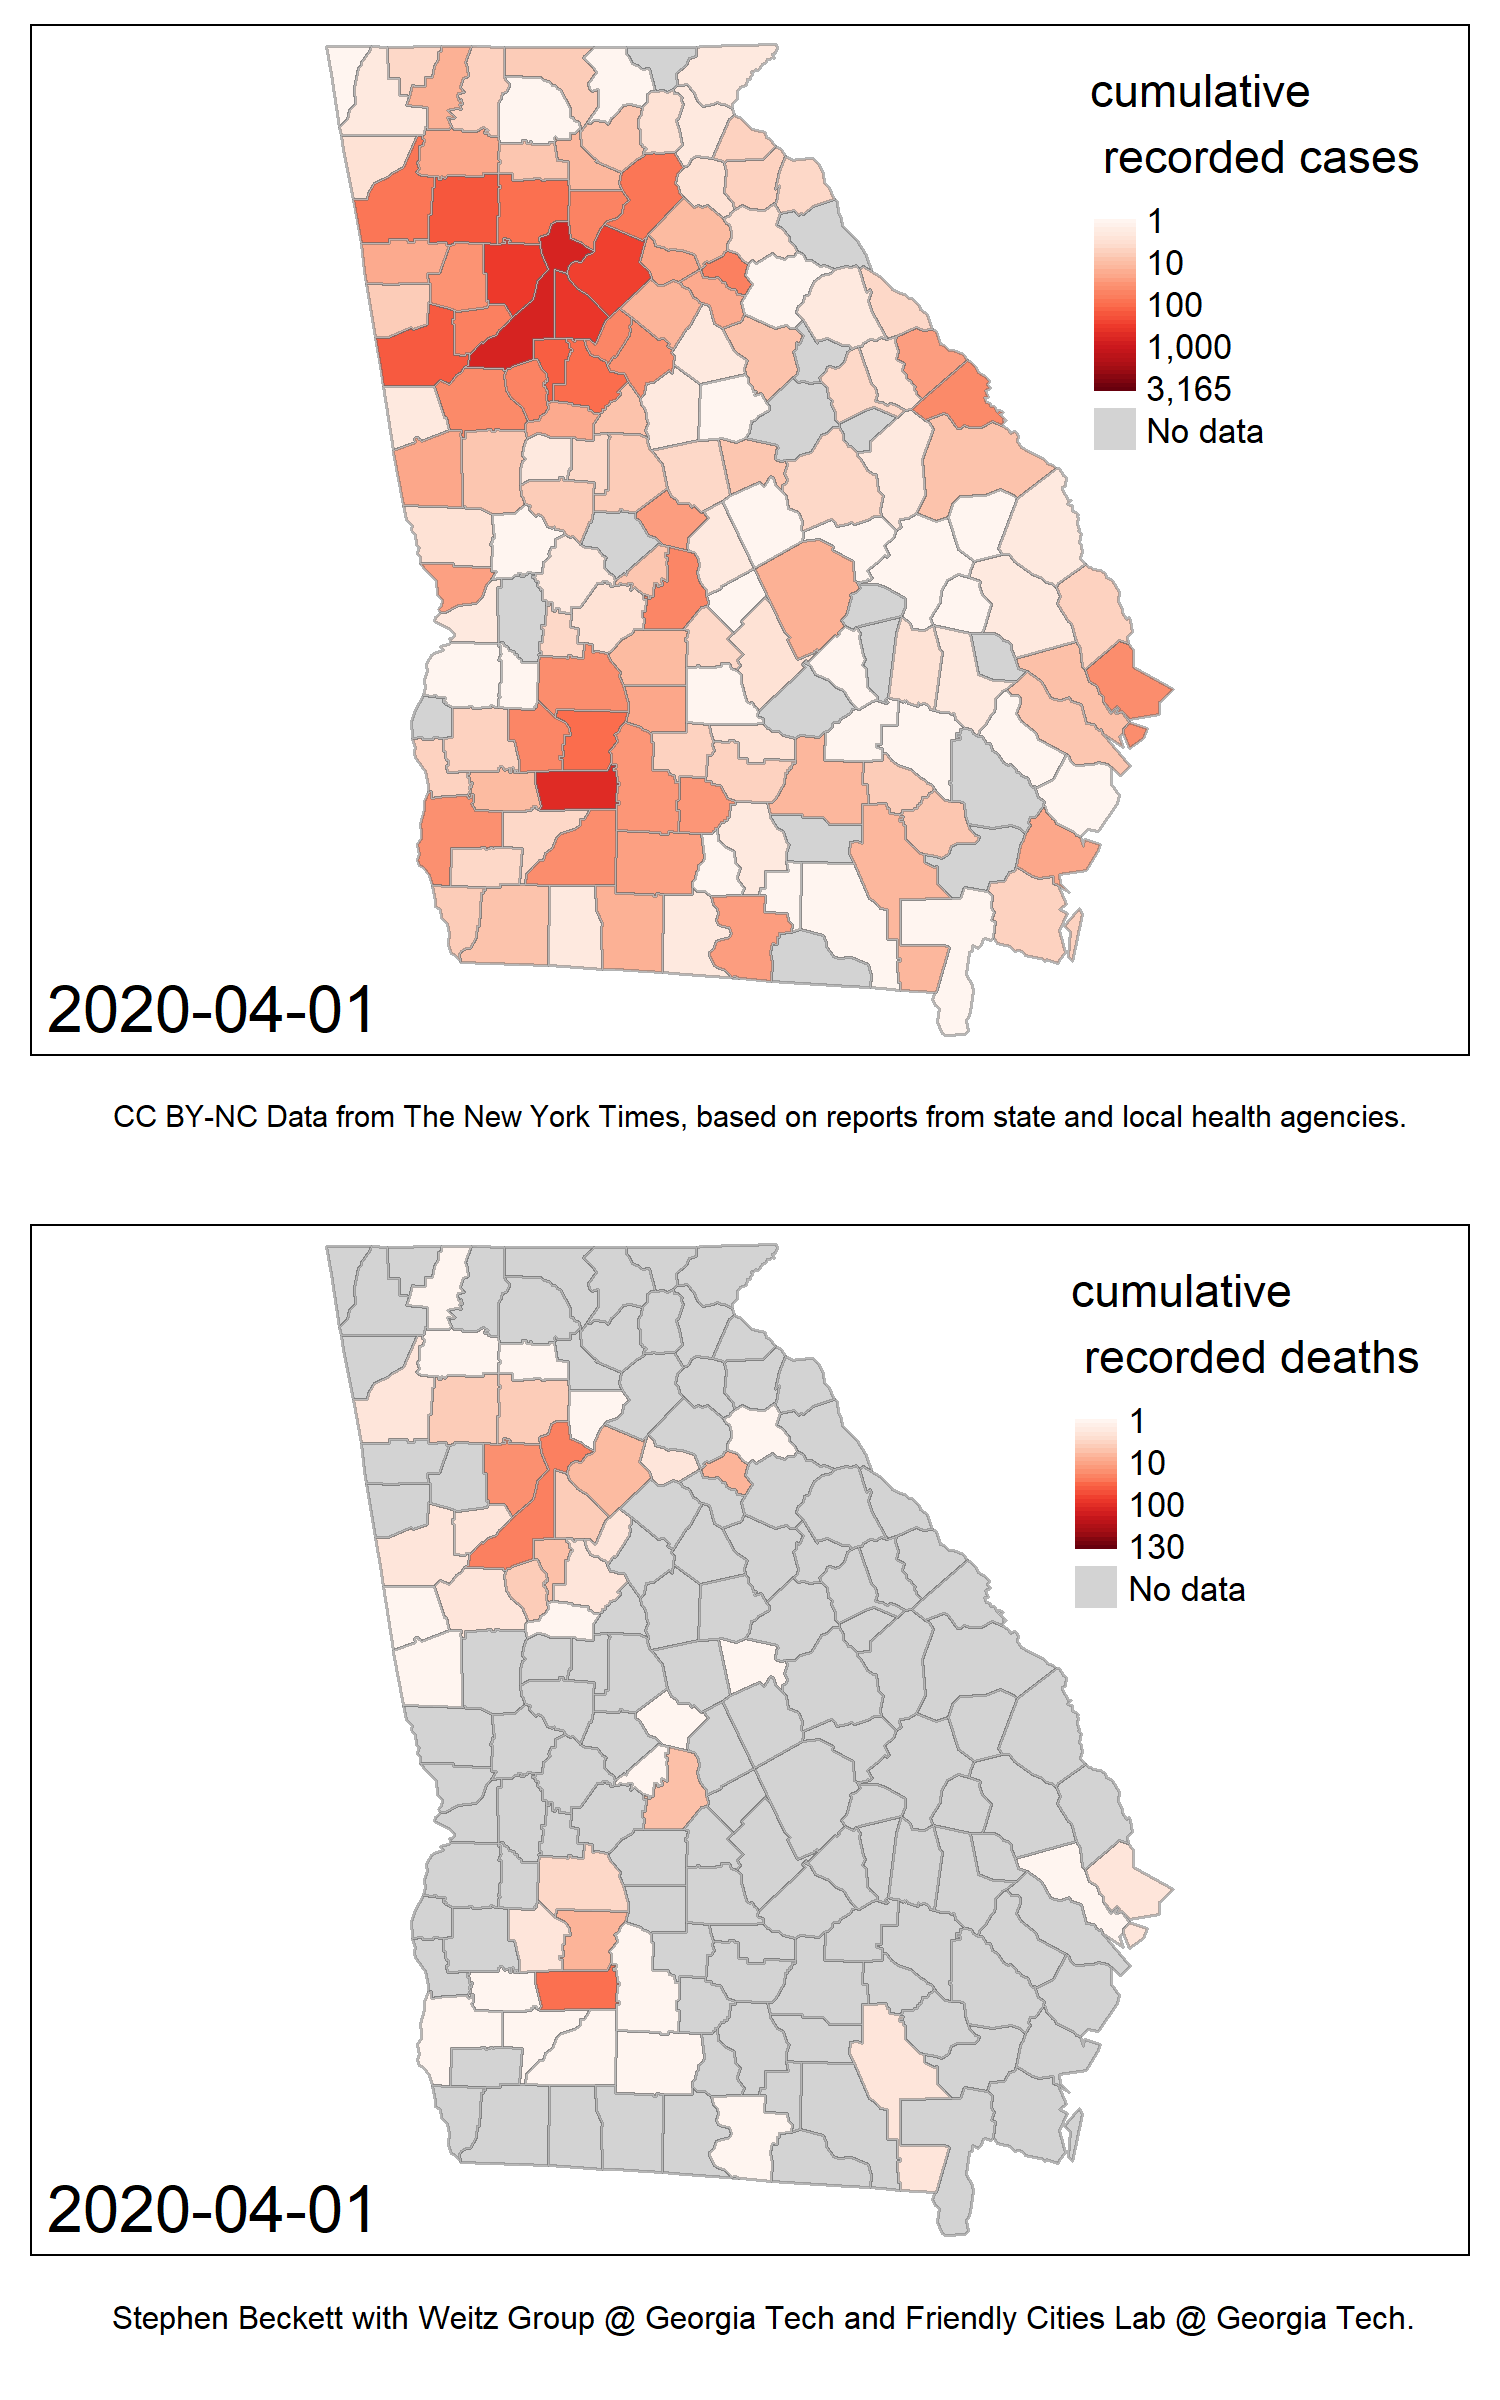 cumulative
recorded cases
1
10
100
1,000
3,165
No data
2020-04-01
CC BY-NC Data from The New York Times, based on reports from state and local health agencies.
cumulative
recorded deaths
1
10
100
130
No data
2020-04-01
Stephen Beckett with Weitz Group @ Georgia Tech and Friendly Cities Lab @ Georgia Tech.